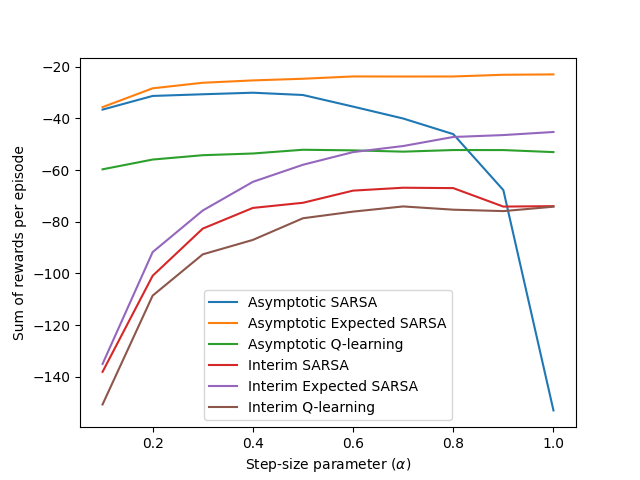 −20
−40
−60
−80
−100
−120
−140
Sum of rewards per episode
Asymptotic SARSA
Asymptotic Expected SARSA
Asymptotic Q-learning
Interim SARSA
Interim Expected SARSA
Interim Q-learning
0.2 0.4 0.6 0.8 1.0
Step-size parameter (α)